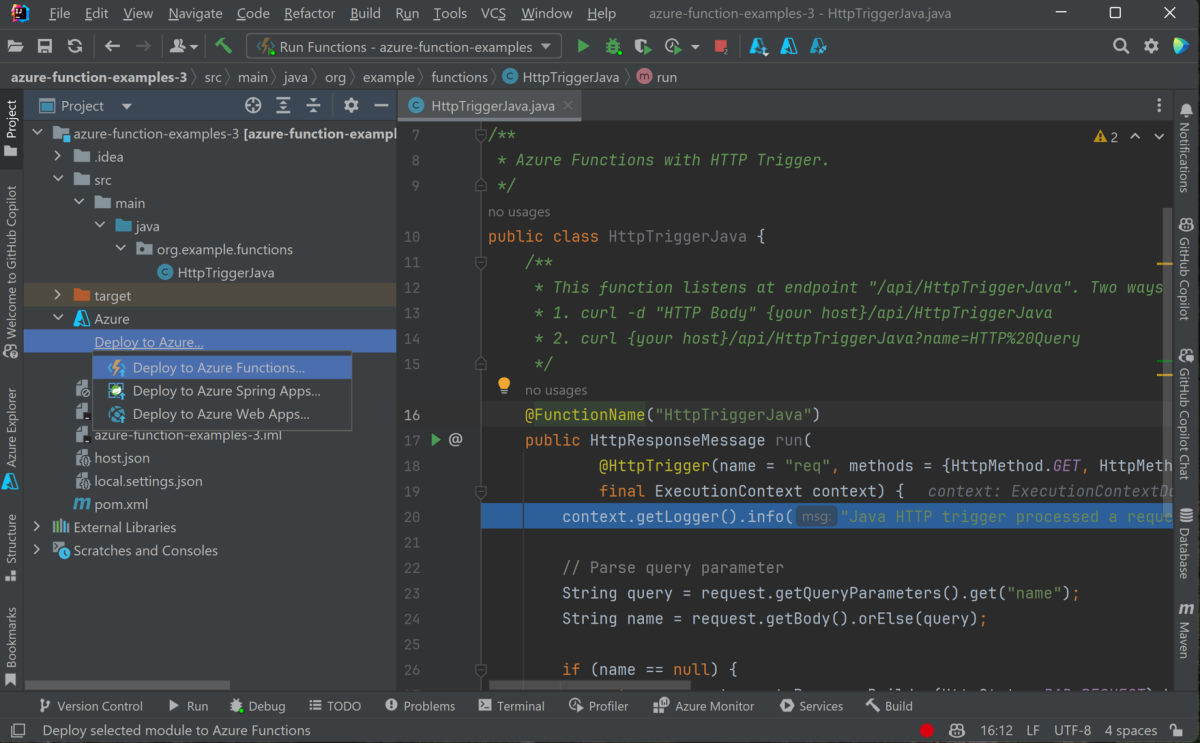 File Edit View Navigate Code Refactor Build Run Tools VCS Window Help azure-function-examples-3 - HttpTriggerJava.java
Run Functions - azure-function-examples
azure-function-examples-3 src main java org example functions C HttpTriggerJava m run
Project
C HttpTriggerJava.java
azure-function-examples-3 [azure-function-exampl
.idea
src
main
java
org.example.functions
C HttpTriggerJava
target
Azure
Deploy to Azure...
Deploy to Azure Functions...
Deploy to Azure Spring Apps...
Deploy to Azure Web Apps...
azure-function-examples-3.iml
host.json
local.settings.json
m pom.xml
External Libraries
Scratches and Consoles
Project
Welcome to GitHub Copilot
Azure Explorer
Structure
Bookmarks
2
7 /**
8 * Azure Functions with HTTP Trigger.
9 */
no usages
10 public class HttpTriggerJava {
11 /**
12 * This function listens at endpoint "/api/HttpTriggerJava". Two ways
13 * 1. curl -d "HTTP Body" {your host}/api/HttpTriggerJava
14 * 2. curl {your host}/api/HttpTriggerJava?name=HTTP%20Query
15 */
no usages
16 @FunctionName("HttpTriggerJava")
17 @ public HttpResponseMessage run(
18 @HttpTrigger(name = "req", methods = {HttpMethod.GET, HttpMeth
19 final ExecutionContext context) { context: ExecutionContextDa
20 context.getLogger().info( msg: "Java HTTP trigger processed a reque
21
22 // Parse query parameter
23 String query = request.getQueryParameters().get("name");
24 String name = request.getBody().orElse(query);
25
26 if (name == null) {
Notifications
GitHub Copilot
GitHub Copilot Chat
Database
m Maven
Version Control Run Debug TODO Problems Terminal Profiler Azure Monitor Services Build
Deploy selected module to Azure Functions 16:12 LF UTF-8 4 spaces